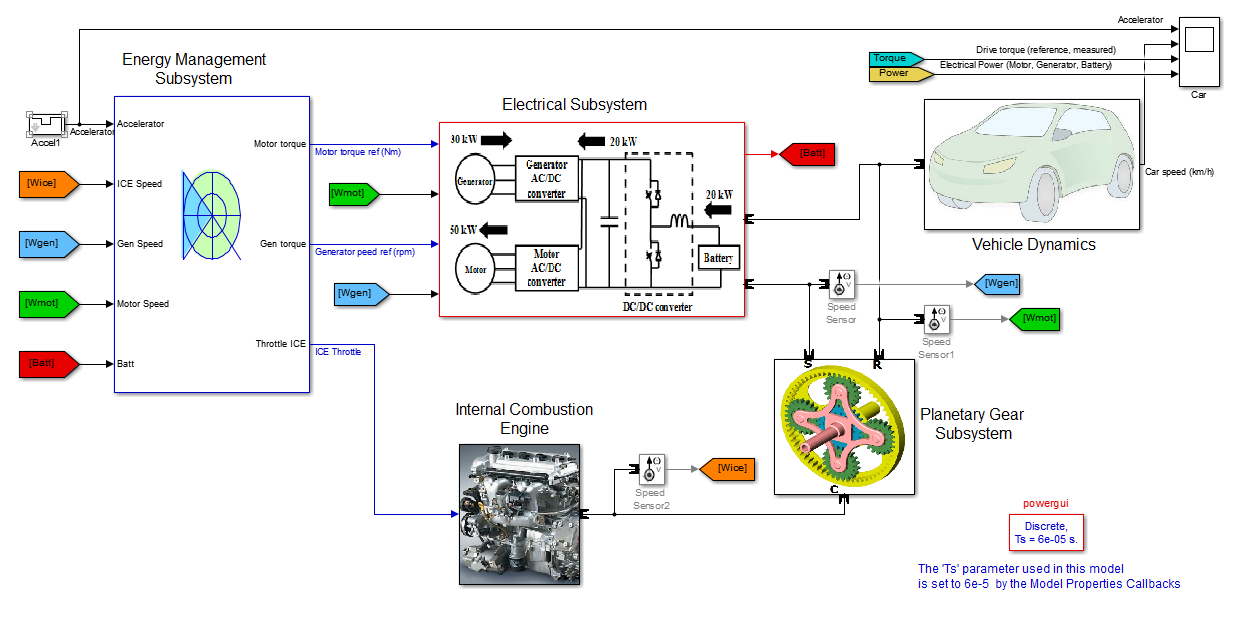 Accelerator
Drive torque (reference, measured)
Torque
Electrical Power (Motor, Generator, Battery)
Power
Car
Energy Management
Subsystem
Accel1
Accelerator
Accelerator
[Wice]
ICE Speed
[Wgen]
Gen Speed
[Wmot]
Motor Speed
[Batt]
Batt
Motor torque
Motor torque ref (Nm)
Gen torque
Generator peed ref (rpm)
Throttle ICE
ICE Throttle
[Wmot]
[Wgen]
Electrical Subsystem
30 kW
20 kW
Generator
Generator
AC/DC
converter
50 kW
Motor
Motor
AC/DC
converter
20 kW
Battery
DC/DC converter
[Batt]
Car speed (km/h)
Vehicle Dynamics
Speed
Sensor
[Wgen]
Speed
Sensor1
[Wmot]
S
R
C
Planetary Gear
Subsystem
Internal Combustion
Engine
Speed
Sensor2
[Wice]
powergui
Discrete,
Ts = 6e-05 s.
The 'Ts' parameter used in this model
is set to 6e-5 by the Model Properties Callbacks
ω
v
ω
v
ω
v